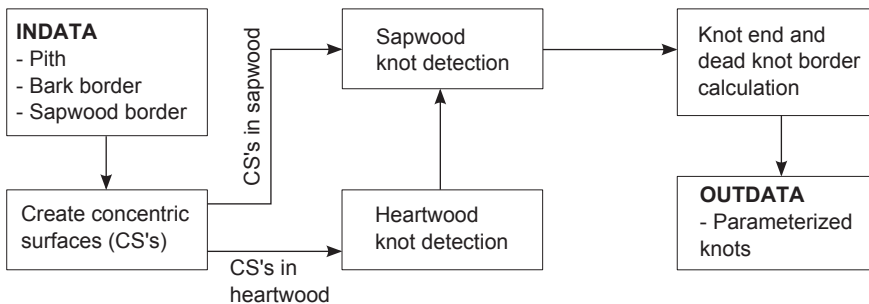 INDATA
- Pith
- Bark border
- Sapwood border
Create concentric
surfaces (CS's)
CS's in sapwood
CS's in
heartwood
Sapwood
knot detection
Heartwood
knot detection
Knot end and
dead knot border
calculation
OUTDATA
- Parameterized
knots